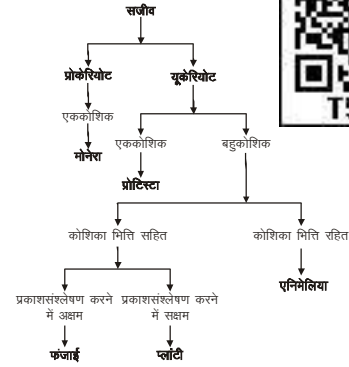 सजीव
प्रोकेरियोट
यूकेरियोट
एककोशिक
एककोशिक
बहुकोशिक
मोनेरा
प्रोटिस्टा
कोशिका भित्ति सहित
कोशिका भित्ति रहित
एनिमेलिया
प्रकाशसंश्लेषण करने
में अक्षम
प्रकाशसंश्लेषण करने
में सक्षम
फंजाई
प्लांटी